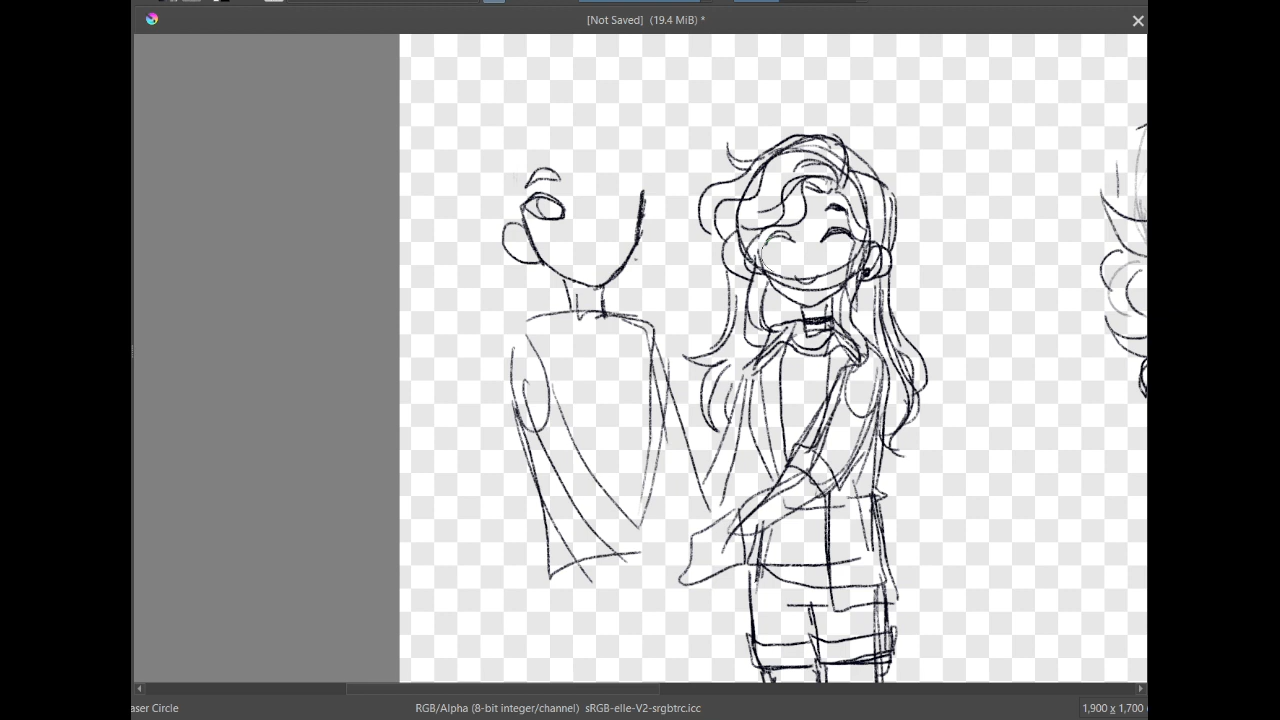 [Not Saved] (19.4 MiB) *
aser Circle
RGB/Alpha (8-bit integer/channel) sRGB-elle-V2-srgbtrc.icc
1,900 x 1,700